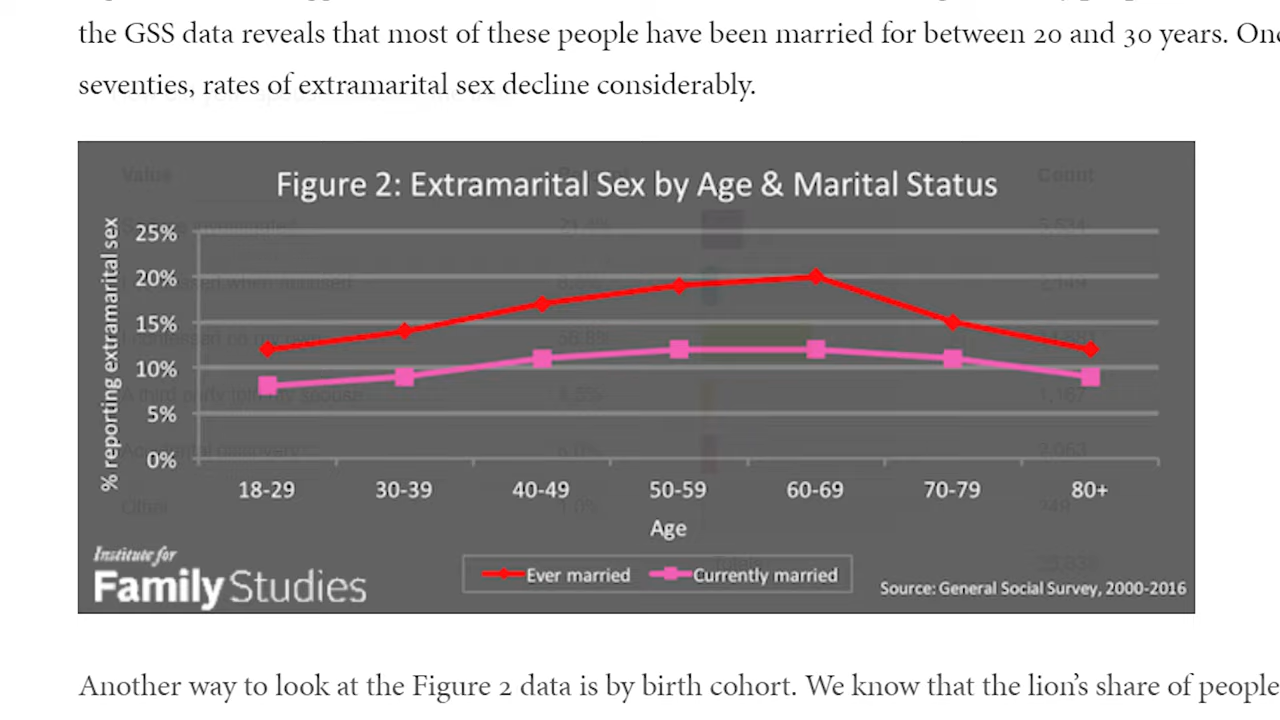 the GSS data reveals that most of these people have been married for between 20 and 30 years.
seventies, rates of extramarital sex decline considerably.
Figure 2: Extramarital Sex by Age & Marital Status
Value
Count
% reporting extramarital sex
25%
20%
15%
10%
5%
0%
18-29 30-39 40-49 50-59 60-69 70-79 80+
Age
Ever married Currently married
Institute for
Family Studies
Source: General Social Survey, 2000-2016
Another way to look at the Figure 2 data is by birth cohort. We know that the lion's share of people